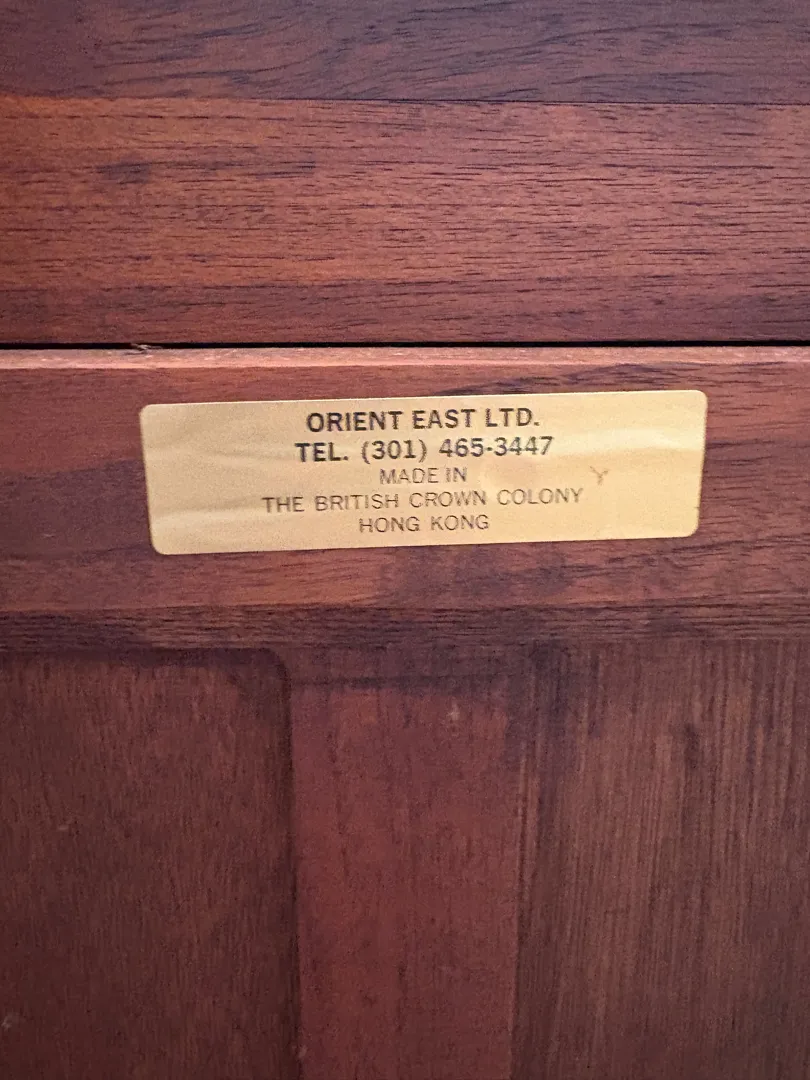 ORIENT EAST LTD.
TEL. (301) 465-3447
MADE IN
THE BRITISH CROWN COLONY
HONG KONG